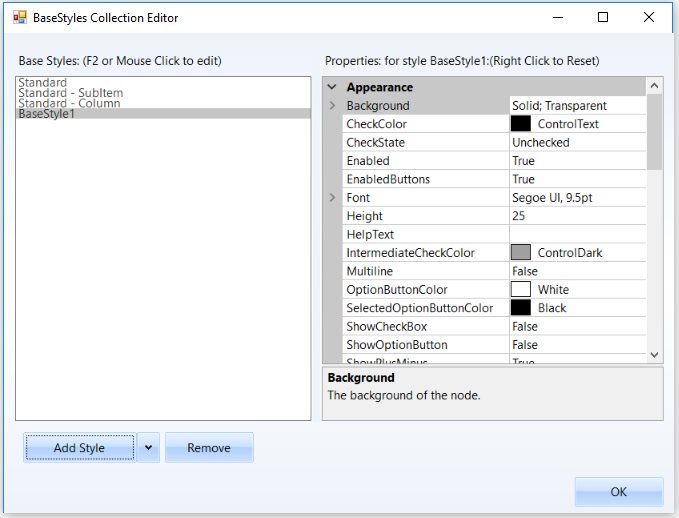 BaseStyles Collection Editor
Base Styles: (F2 or Mouse Click to edit)
Standard
Standard - SubItem
Standard - Column
BaseStyle1
Add Style
Remove
Properties: for style BaseStyle1:(Right Click to Reset)
Appearance
Background Solid; Transparent
CheckColor ControlText
CheckState Unchecked
Enabled True
EnabledButtons True
Font Segoe UI, 9.5pt
Height 25
HelpText
IntermediateCheckColor ControlDark
Multiline False
OptionButtonColor White
SelectedOptionButtonColor Black
ShowCheckBox False
ShowOptionButton False
ShowPlusMinus True
Background
The background of the node.
OK